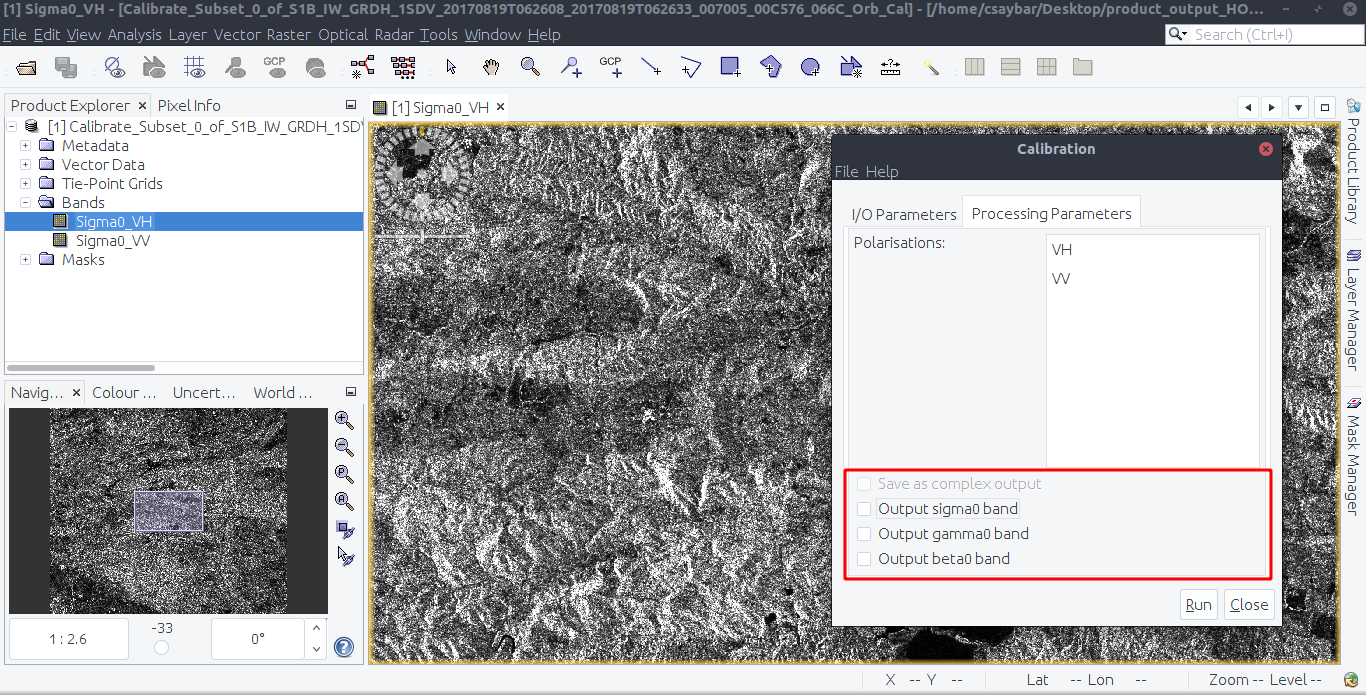 [1] Sigma0_VH - [Calibrate_Subset_0_of_S1B_IW_GRDH_1SDV_20170819T062608_20170819T062633_007005_00C576_066C_Orb_Cal] - [/home/csaybar/Desktop/product_output_HO...
File Edit View Analysis Layer Vector Raster Optical Radar Tools Window Help
Search (Ctrl+I)
GCP
GCP
Product Explorer
Pixel Info
[1] Sigma0_VH
[1] Calibrate_Subset_0_of_S1B_IW_GRDH_1SDV
Metadata
Vector Data
Tie-Point Grids
Bands
Sigma0_VH
Sigma0_VV
Masks
Navig...
Colour ...
Uncert...
World ...
1 : 2.6
-33
0°
Calibration
File Help
I/O Parameters
Processing Parameters
Polarisations:
VH
VV
Save as complex output
Output sigma0 band
Output gamma0 band
Output beta0 band
Run
Close
Product Library
Layer Manager
Mask Manager
X -- Y --
Lat -- Lon --
Zoom -- Level --